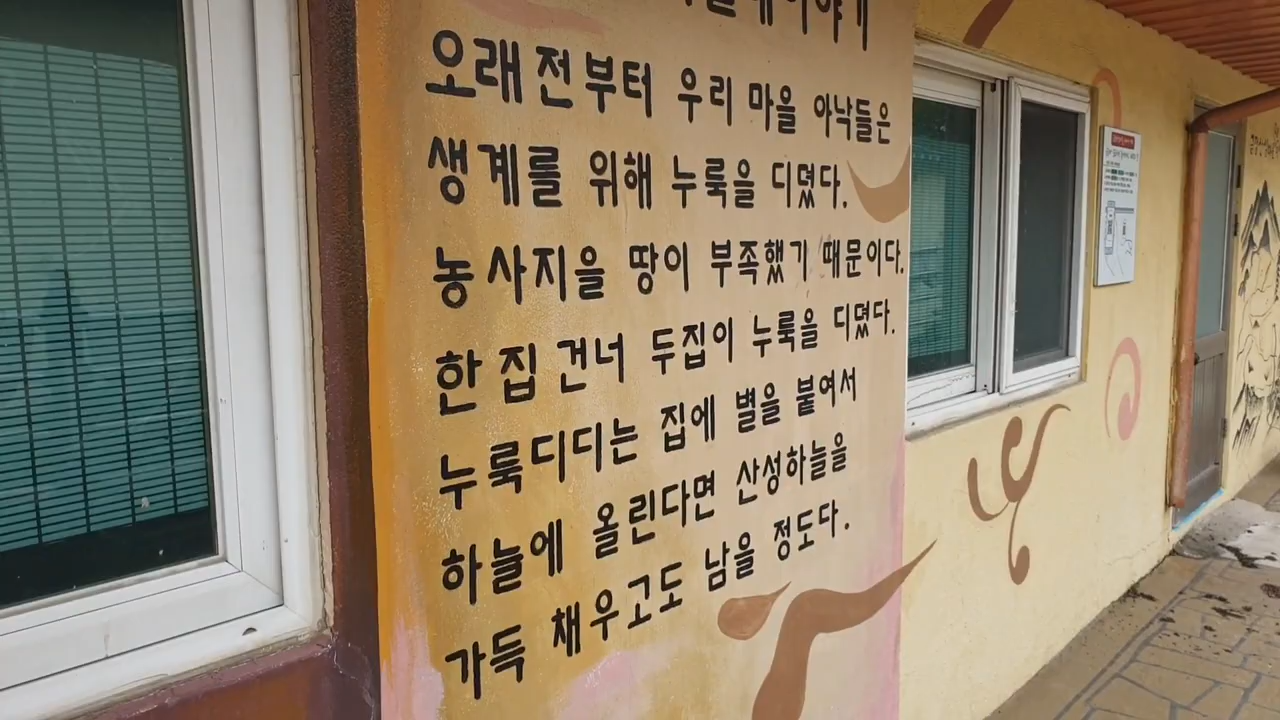 오래전부터 우리 마을 아낙들은
생계를 위해 누룩을 디뎠다.
농사지을 땅이 부족했기 때문이다.
한집건너 두집이 누룩을 디뎠다.
누룩디디는 집에 별을 붙여서
하늘에 올린다면 산성하늘을
가득 채우고도 남을 정도다.